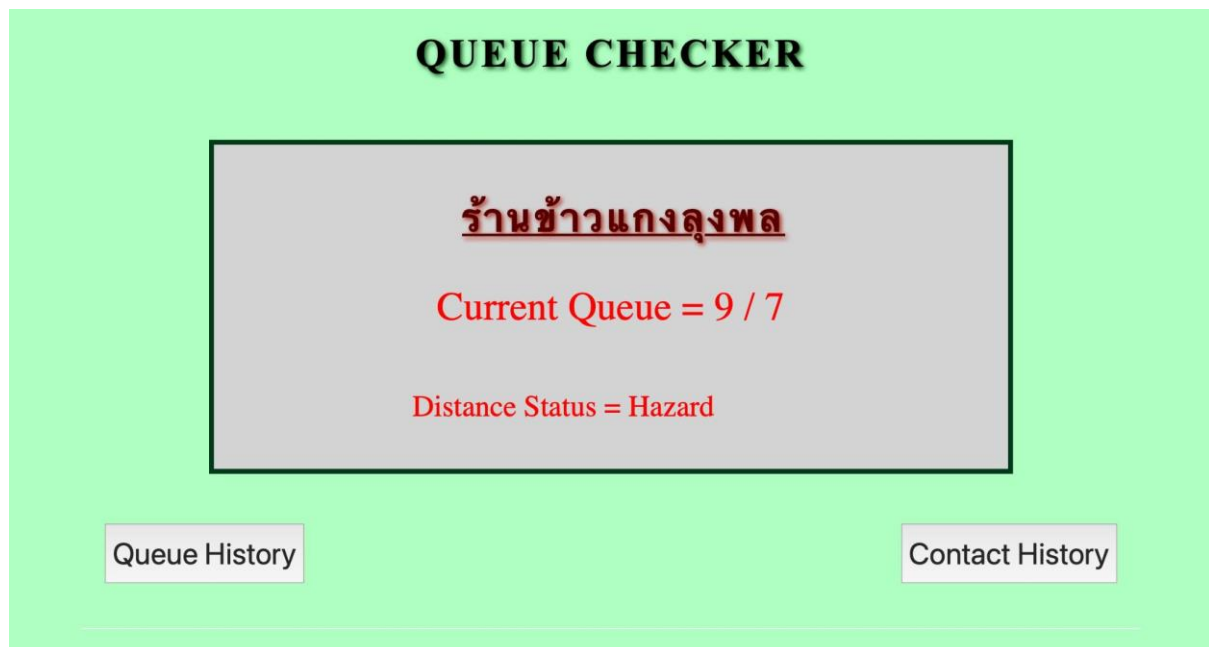 QUEUE CHECKER
ร้านข้าวแกงลุงพล
Current Queue = 9 / 7
Distance Status = Hazard
Queue History
Contact History